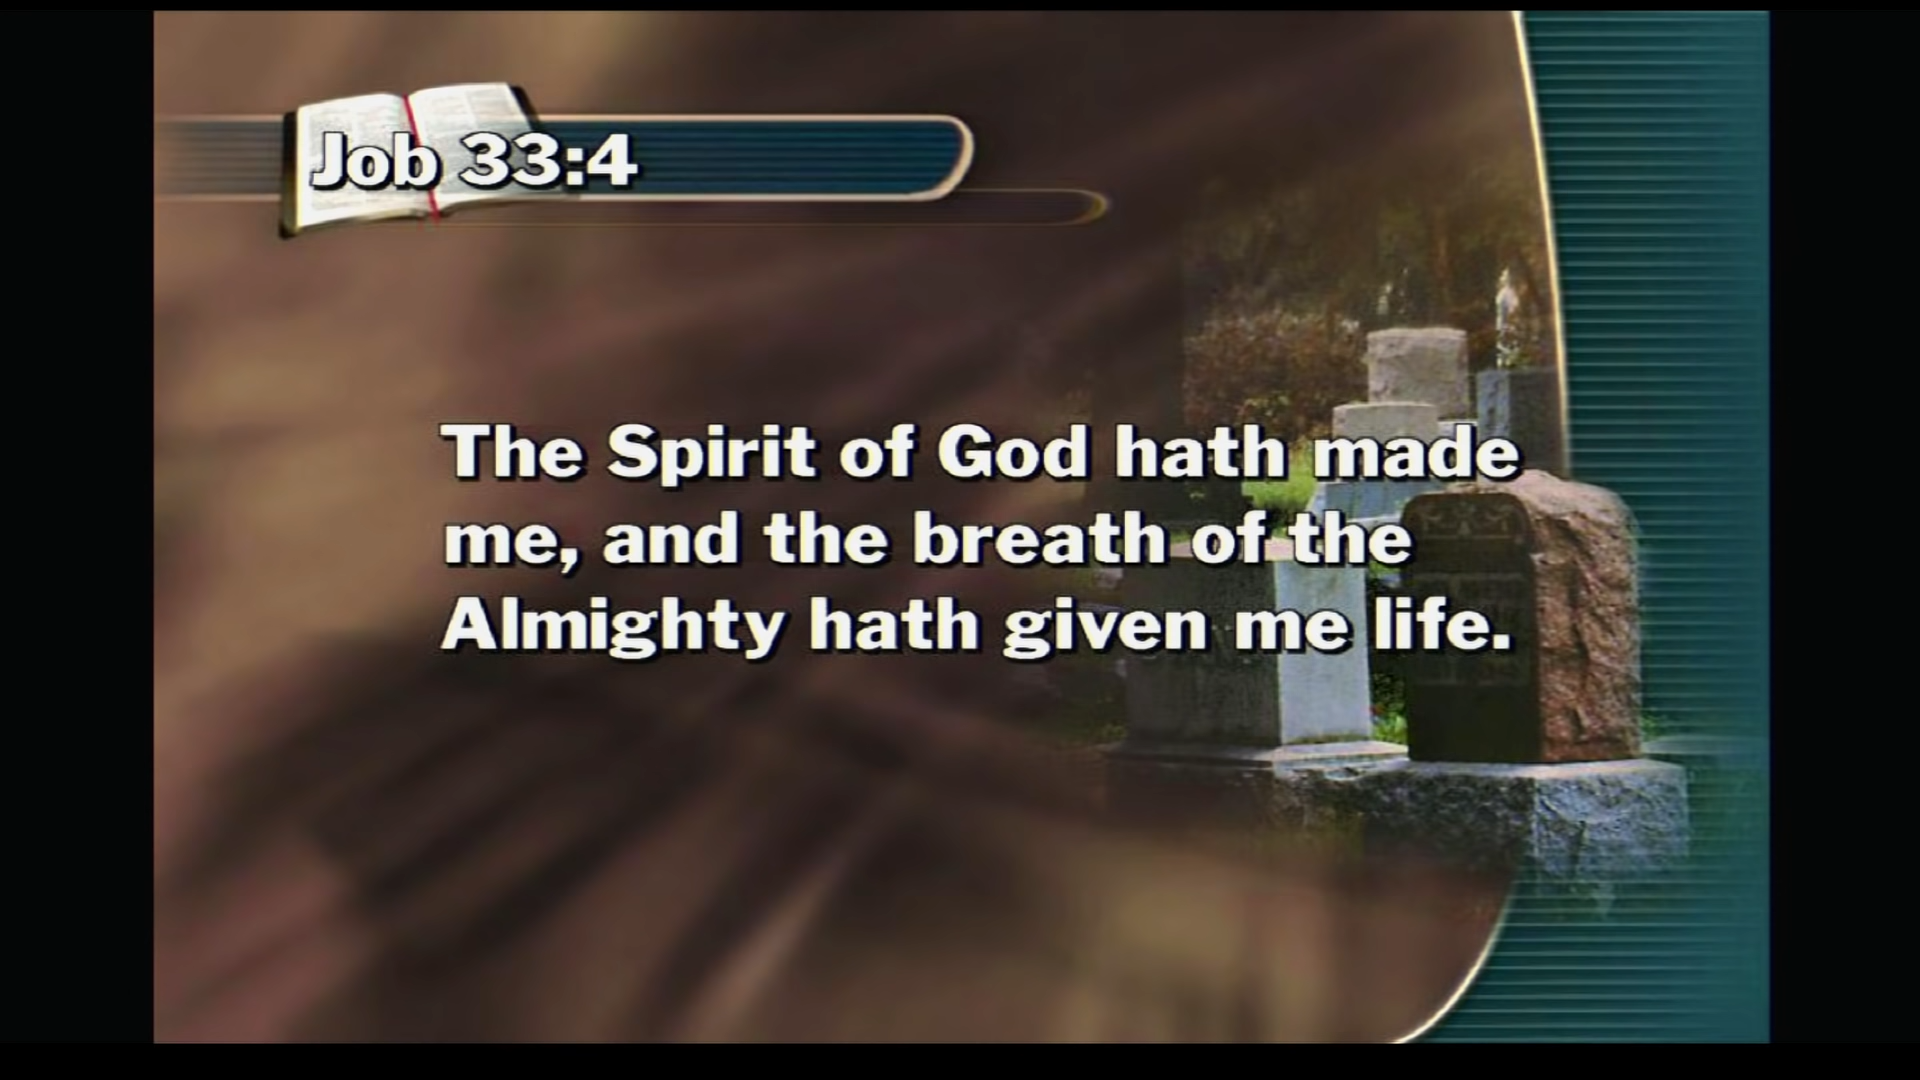 Job 33:4
The Spirit of God hath made
me, and the breath of the
Almighty hath given me life.